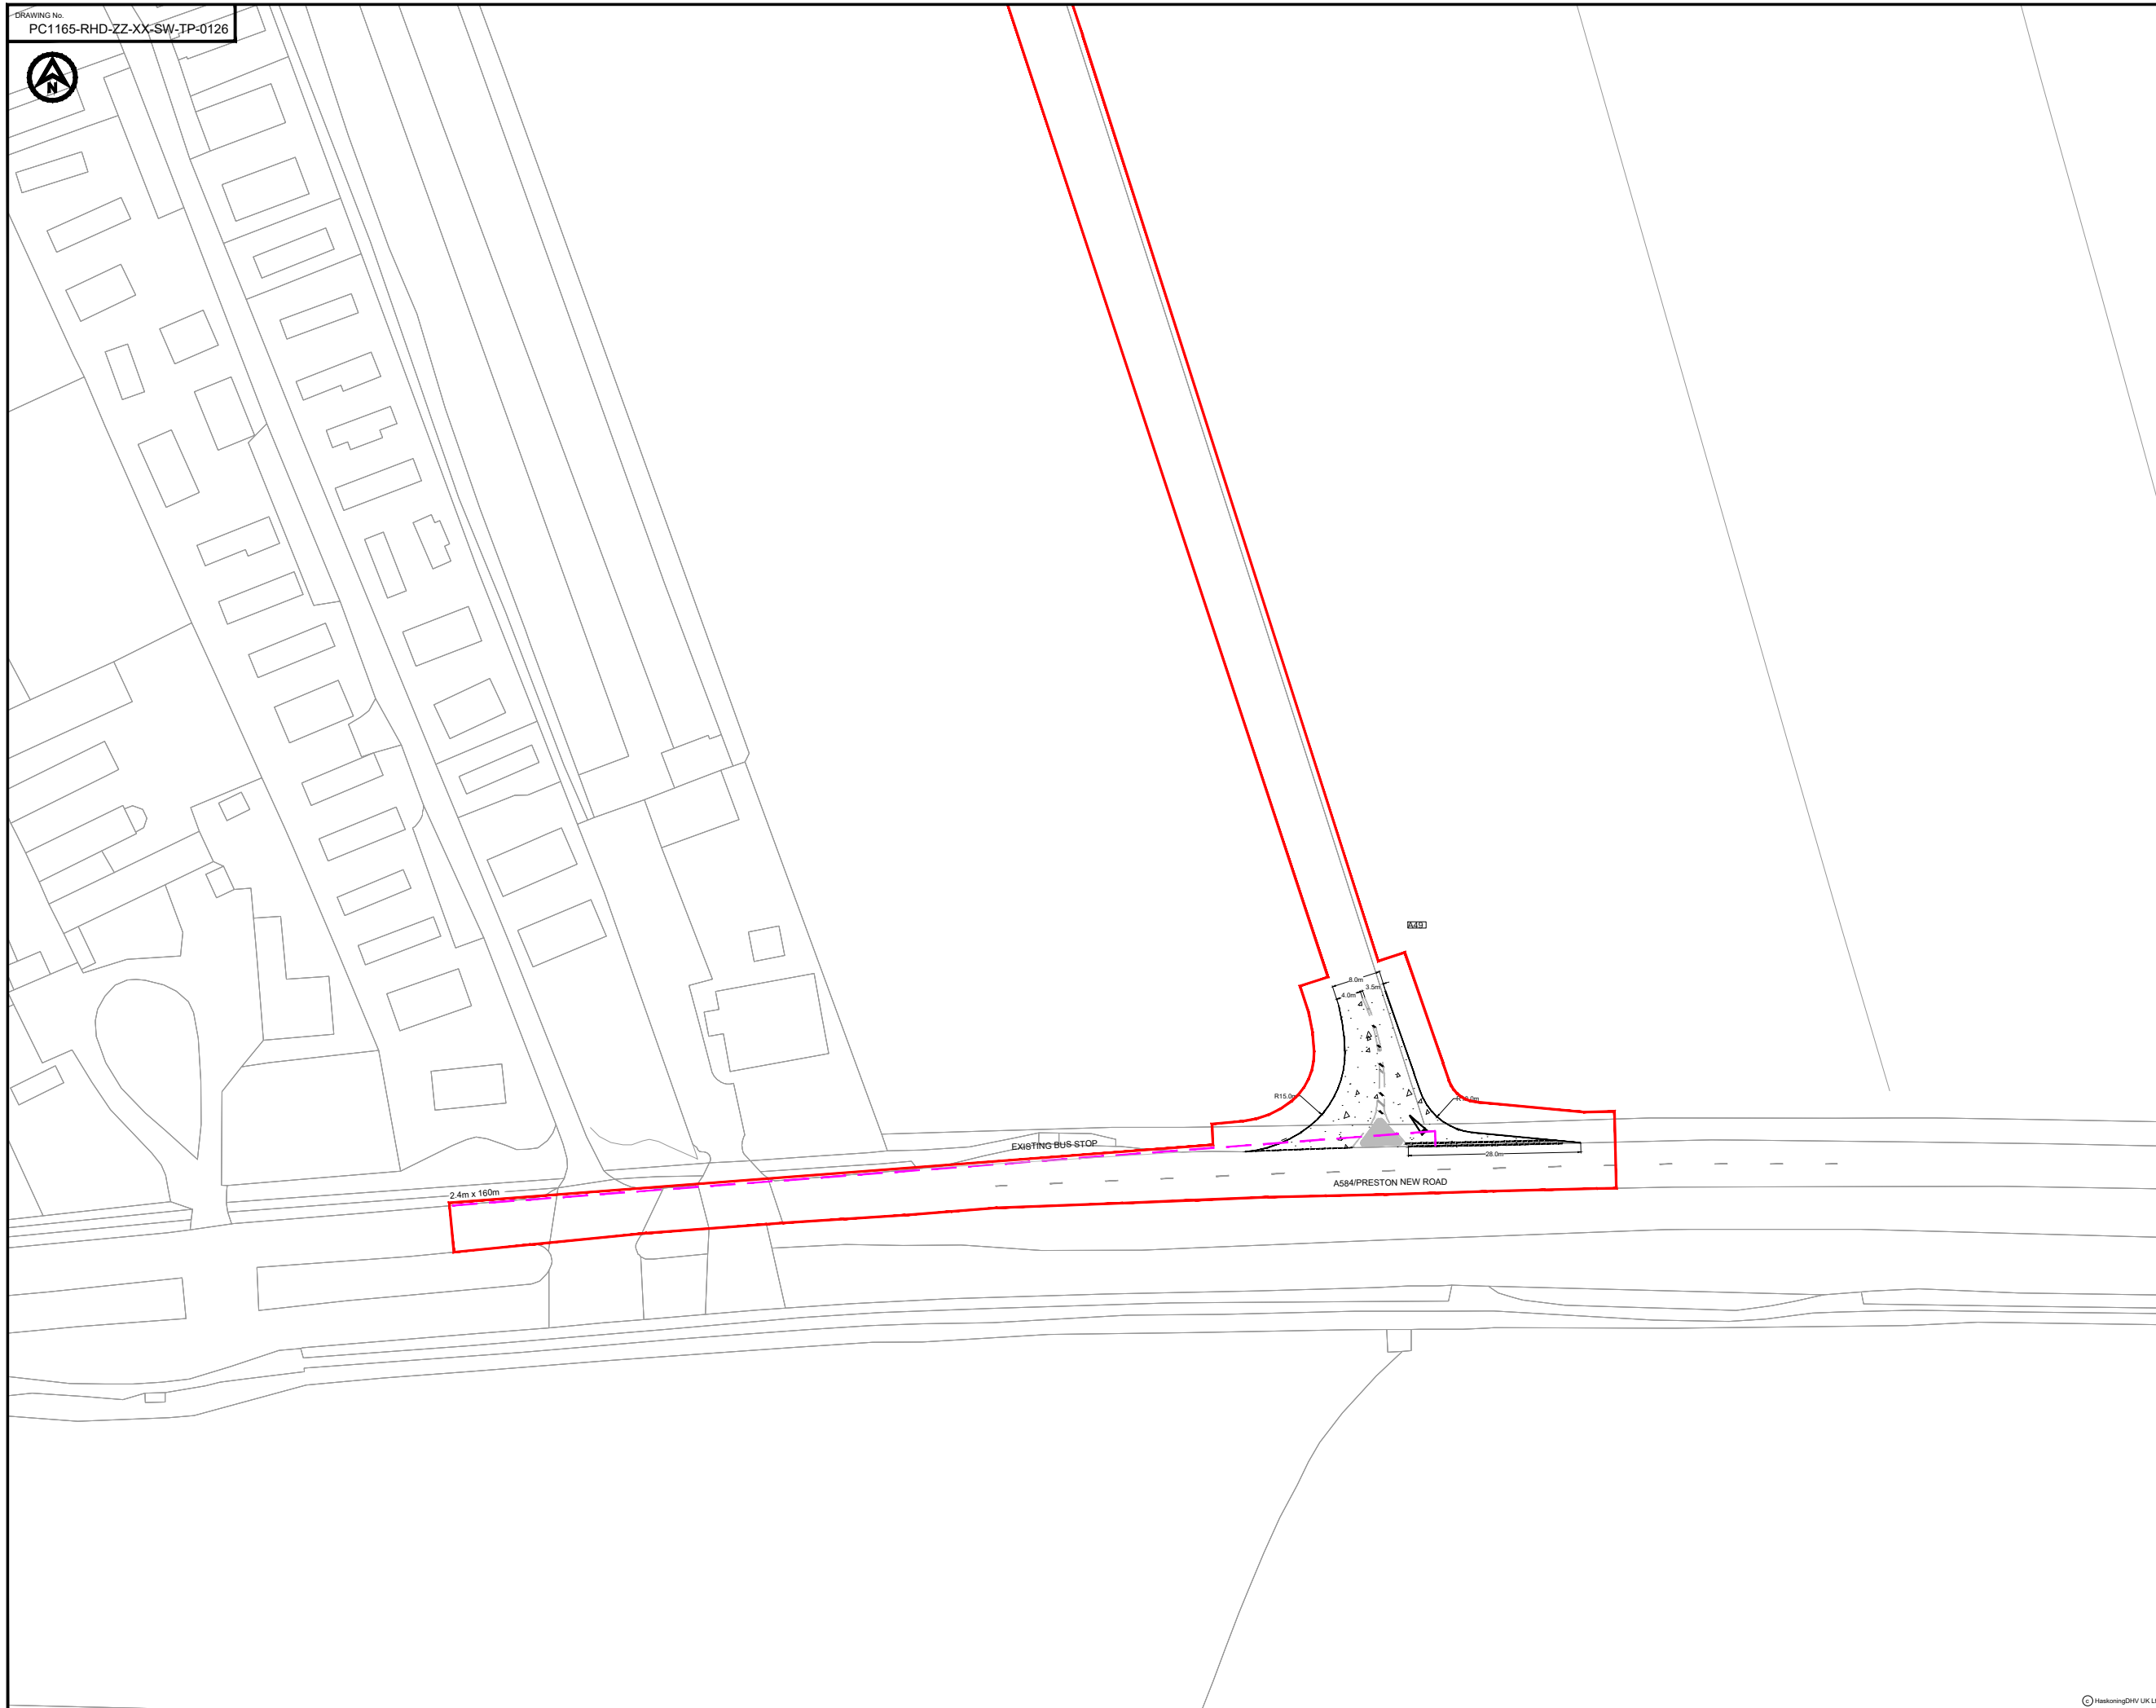 DRAWING No.
PC1165-RHD-ZZ-XX-SW-TP-0126
N
A49
8.0m
3.5m
4.0m
R15.0m
EXISTING BUS STOP
28.0m
A584/PRESTON NEW ROAD
2.4m x 160m
c HaskoningDHV UK